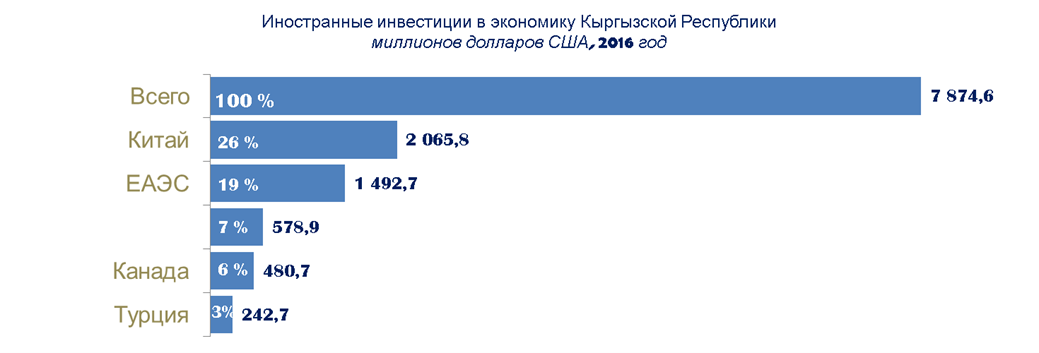 Иностранные инвестиции в экономику Кыргызской Республики
миллионов долларов США, 2016 год
Всего 100 % 7 874,6
Китай 26 % 2 065,8
ЕАЭС 19 % 1 492,7
7 % 578,9
Канада 6 % 480,7
Турция 3% 242,7